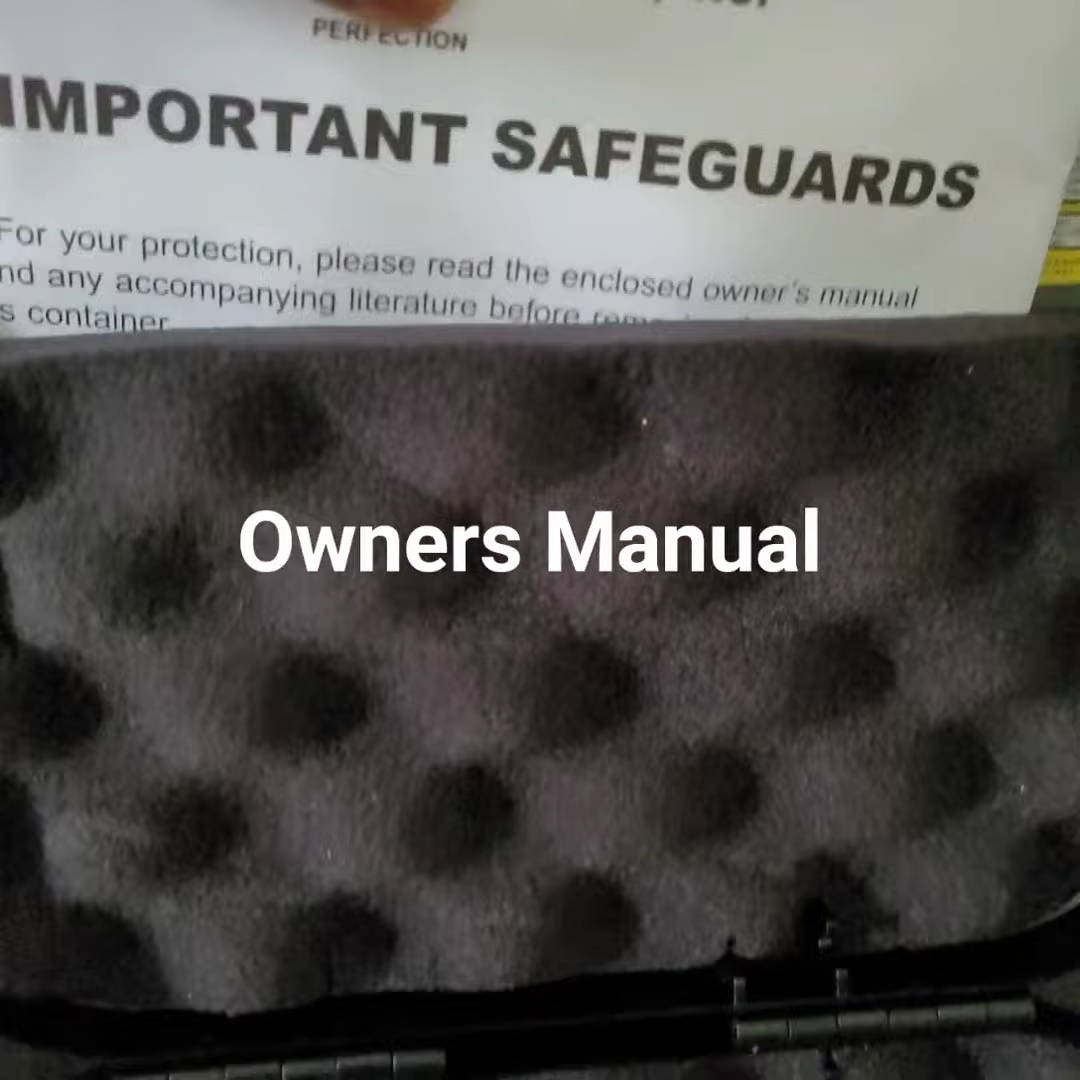 PERFECTION
IMPORTANT SAFEGUARDS
For your protection, please read the enclosed owner's manual
nd any accompanying literature before
s container
Owners Manual